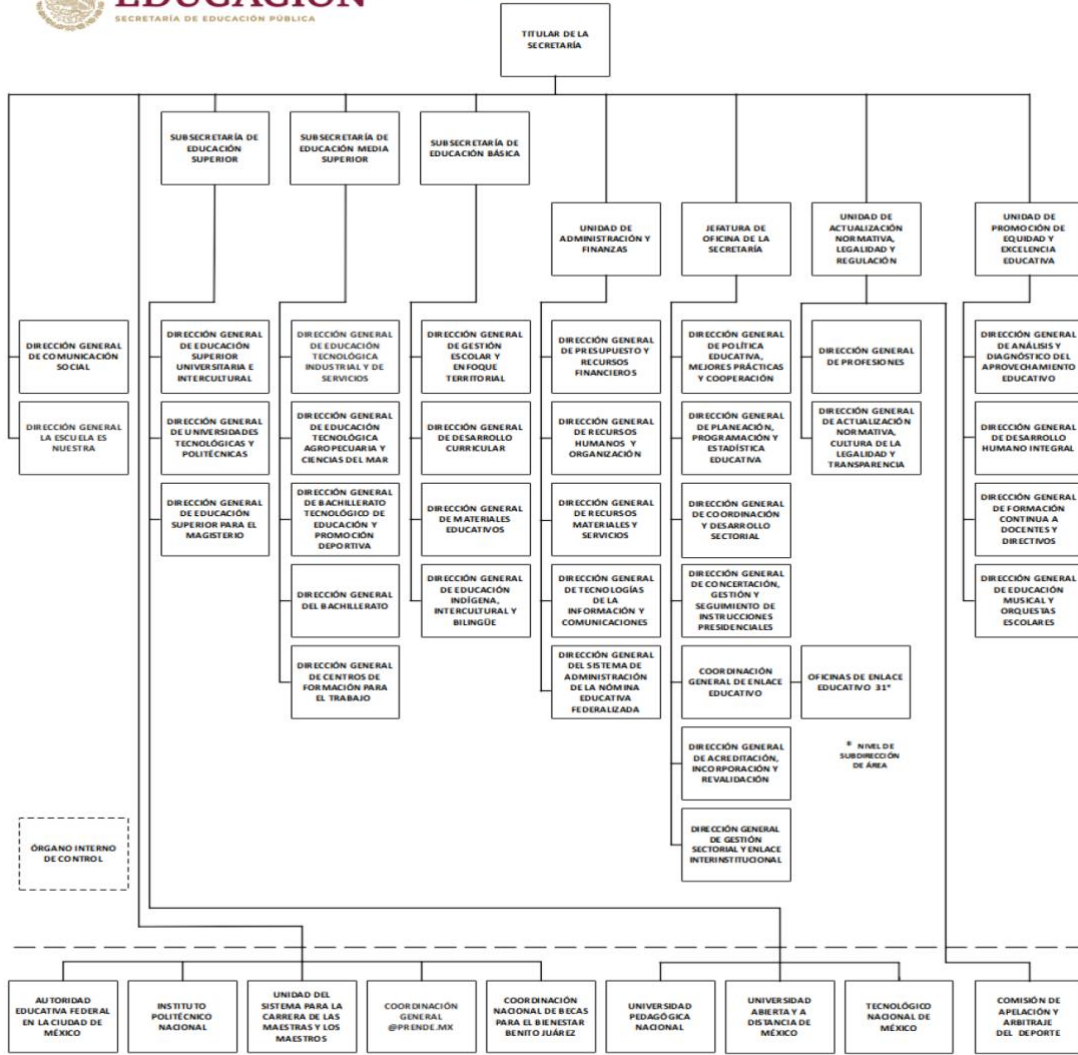 EDUCACIÓN
SECRETARÍA DE EDUCACIÓN PÚBLICA
TITULAR DE LA
SECRETARÍA
SUBSECRETARÍA DE
EDUCACIÓN
SUPERIOR
SUBSECRETARÍA DE
EDUCACIÓN MEDIA
SUPERIOR
SUBSECRETARÍA DE
EDUCACIÓN BÁSICA
UNIDAD DE
ADMINISTRACIÓN Y
FINANZAS
JEFATURA DE
OFICINA DE LA
SECRETARÍA
UNIDAD DE
ACTUALIZACIÓN
NORMATIVA,
LEGALIDAD Y
REGULACIÓN
UNIDAD DE
PROMOCIÓN DE
EQUIDAD Y
EXCELENCIA
EDUCATIVA
DIRECCIÓN GENERAL
DE COMUNICACIÓN
SOCIAL
DIRECCIÓN GENERAL
DE EDUCACIÓN
SUPERIOR
UNIVERSITARIA E
INTERCULTURAL
DIRECCIÓN GENERAL
DE EDUCACIÓN
TECNOLÓGICA
INDUSTRIAL Y DE
SERVICIOS
DIRECCIÓN GENERAL
DE GESTIÓN
ESCOLAR Y
ENFOQUE
TERRITORIAL
DIRECCIÓN GENERAL
DE PRESUPUESTO Y
RECURSOS
FINANCIEROS
DIRECCIÓN GENERAL
DE POLÍTICA
EDUCATIVA,
MEJORES PRÁCTICAS
Y COOPERACIÓN
DIRECCIÓN GENERAL
DE PROFESIONES
DIRECCIÓN GENERAL
DE ANÁLISIS Y
DIAGNÓSTICO DEL
APROVECHAMIENTO
EDUCATIVO
DIRECCIÓN GENERAL
LA ESCUELA ES
NUESTRA
DIRECCIÓN GENERAL
DE UNIVERSIDADES
TECNOLÓGICAS Y
POLITÉCNICAS
DIRECCIÓN GENERAL
DE EDUCACIÓN
TECNOLÓGICA
AGROPECUARIA Y
CIENCIAS DEL MAR
DIRECCIÓN GENERAL
DE DESARROLLO
CURRICULAR
DIRECCIÓN GENERAL
DE RECURSOS
HUMANOS Y
ORGANIZACIÓN
DIRECCIÓN GENERAL
DE PLANEACIÓN,
PROGRAMACIÓN Y
ESTADÍSTICA
EDUCATIVA
DIRECCIÓN GENERAL
DE ACTUALIZACIÓN
NORMATIVA,
CULTURA DE LA
LEGALIDAD Y
TRANSPARENCIA
DIRECCIÓN GENERAL
DE DESARROLLO
HUMANO INTEGRAL
DIRECCIÓN GENERAL
DE EDUCACIÓN
SUPERIOR PARA EL
MAGISTERIO
DIRECCIÓN GENERAL
DE BACHILLERATO
TECNOLÓGICO DE
EDUCACIÓN Y
PROMOCIÓN
DEPORTIVA
DIRECCIÓN GENERAL
DE MATERIALES
EDUCATIVOS
DIRECCIÓN GENERAL
DE RECURSOS
MATERIALES Y
SERVICIOS
DIRECCIÓN GENERAL
DE COORDINACIÓN
Y DESARROLLO
SECTORIAL
DIRECCIÓN GENERAL
DE FORMACIÓN
CONTINUA A
DOCENTES Y
DIRECTIVOS
DIRECCIÓN GENERAL
DEL BACHILLERATO
DIRECCIÓN GENERAL
DE EDUCACIÓN
INDÍGENA,
INTERCULTURAL Y
BILINGÜE
DIRECCIÓN GENERAL
DE TECNOLOGÍAS
DE LA
INFORMACIÓN Y
COMUNICACIONES
DIRECCIÓN GENERAL
DE CONCERTACIÓN,
GESTIÓN Y
SEGUIMIENTO DE
INSTRUCCIONES
PRESIDENCIALES
DIRECCIÓN GENERAL
DE EDUCACIÓN
MUSICAL Y
ORQUESTAS
ESCOLARES
DIRECCIÓN GENERAL
DE CENTROS DE
FORMACIÓN PARA
EL TRABAJO
DIRECCIÓN GENERAL
DEL SISTEMA DE
ADMINISTRACIÓN
DE LA NÓMINA
EDUCATIVA
FEDERALIZADA
COORDINACIÓN
GENERAL DE ENLACE
EDUCATIVO
OFICINAS DE ENLACE
EDUCATIVO 31*
DIRECCIÓN GENERAL
DE ACREDITACIÓN,
INCORPORACIÓN Y
REVALIDACIÓN
* NIVEL DE
SUBDIRECCIÓN
DE ÁREA
ÓRGANO INTERNO
DE CONTROL
DIRECCIÓN GENERAL
DE GESTIÓN
SECTORIAL Y ENLACE
INTERINSTITUCIONAL
AUTORIDAD
EDUCATIVA FEDERAL
EN LA CIUDAD DE
MÉXICO
INSTITUTO
POLITÉCNICO
NACIONAL
UNIDAD DEL
SISTEMA PARA LA
CARRERA DE LAS
MAESTRAS Y LOS
MAESTROS
COORDINACIÓN
GENERAL
@PRENDE.MX
COORDINACIÓN
NACIONAL DE BECAS
PARA EL BIENESTAR
BENITO JUÁREZ
UNIVERSIDAD
PEDAGÓGICA
NACIONAL
UNIVERSIDAD
ABIERTA Y A
DISTANCIA DE
MÉXICO
TECNOLÓGICO
NACIONAL DE
MÉXICO
COMISIÓN DE
APELACIÓN Y
ARBITRAJE
DEL DEPORTE